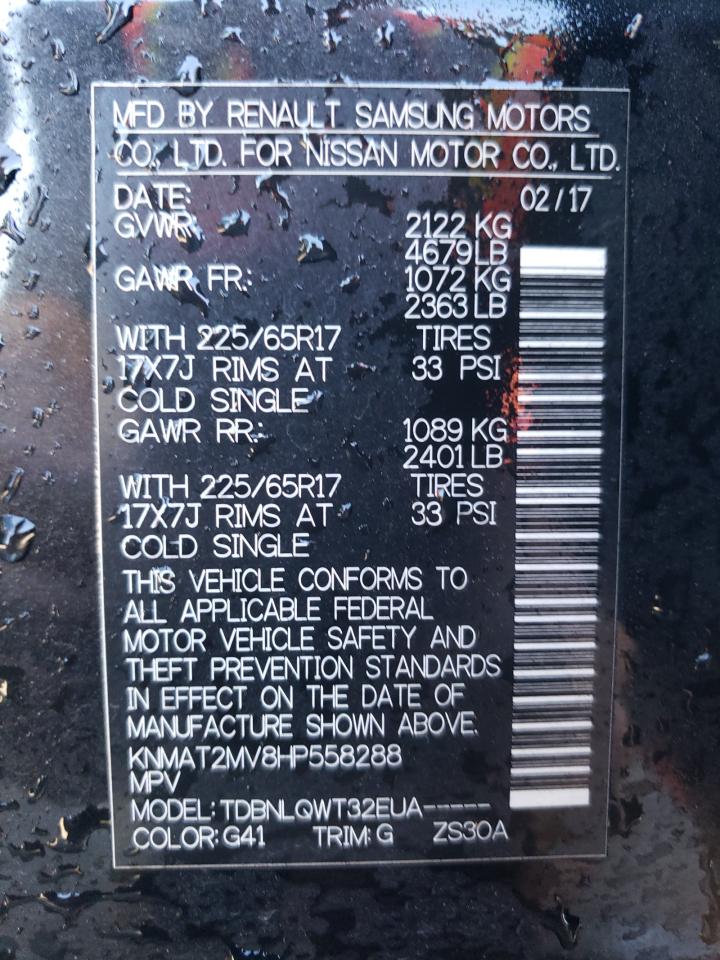 MFD BY RENAULT SAMSUNG MOTORS
CO., LTD. FOR NISSAN MOTOR CO., LTD.
DATE: 02/17
GVWR: 2122 KG
4679LB
GAWR FR.: 1072 KG
2363 LB
WITH 225/65R17 TIRES
17X7J RIMS AT 33 PSI
COLD SINGLE
GAWR RR.: 1089 KG
2401 LB
WITH 225/65R17 TIRES
17X7J RIMS AT 33 PSI
COLD SINGLE
THIS VEHICLE CONFORMS TO
ALL APPLICABLE FEDERAL
MOTOR VEHICLE SAFETY AND
THEFT PREVENTION STANDARDS
IN EFFECT ON THE DATE OF
MANUFACTURE SHOWN ABOVE.
KNMAT2MV8HP558288
MPV
MODEL: TDBNLQWT32EUA-----
COLOR: G41 TRIM: G ZS30A